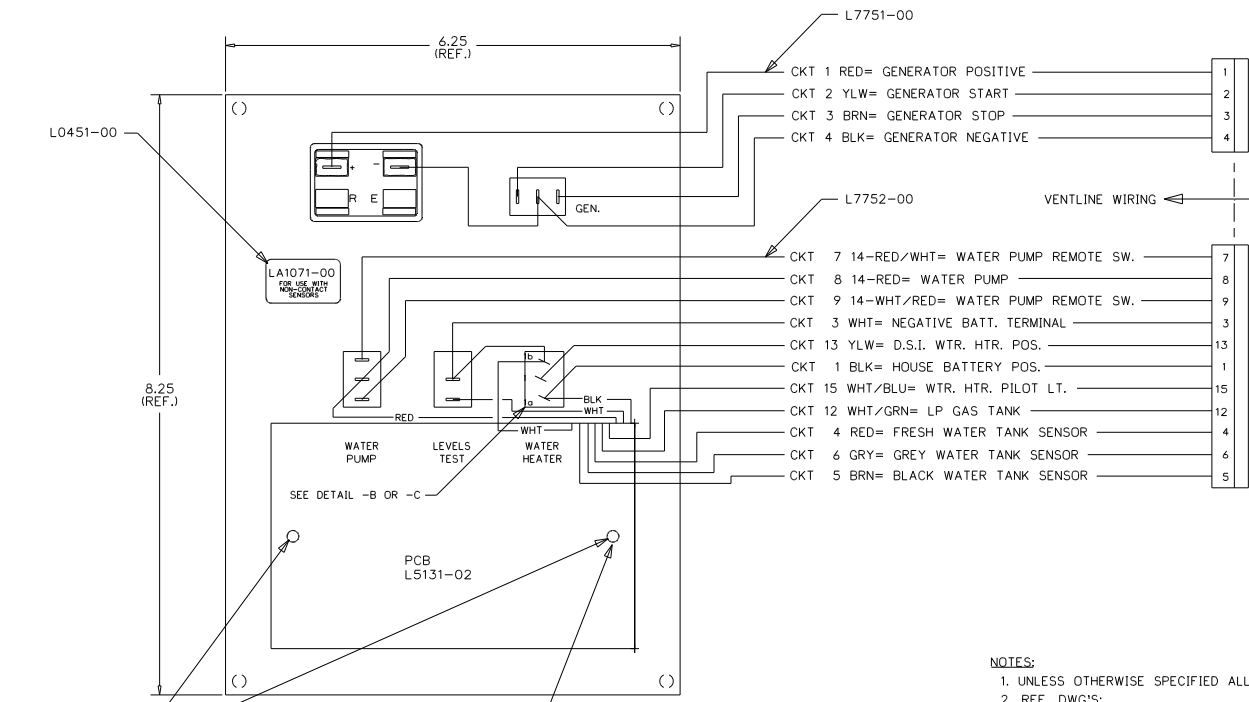 L7751-00
6.25
(REF.)
CKT 1 RED= GENERATOR POSITIVE 1
CKT 2 YLW= GENERATOR START 2
CKT 3 BRN= GENERATOR STOP 3
CKT 4 BLK= GENERATOR NEGATIVE 4
L0451-00
+ -
R E
GEN.
L7752-00
VENTLINE WIRING
LA1071-00
FOR USE WITH
NON-CONTACT
SENSORS
CKT 7 14-RED/WHT= WATER PUMP REMOTE SW. 7
CKT 8 14-RED= WATER PUMP 8
CKT 9 14-WHT/RED= WATER PUMP REMOTE SW. 9
CKT 3 WHT= NEGATIVE BATT. TERMINAL 3
CKT 13 YLW= D.S.I. WTR. HTR. POS. 13
CKT 1 BLK= HOUSE BATTERY POS. 1
CKT 15 WHT/BLU= WTR. HTR. PILOT LT. 15
CKT 12 WHT/GRN= LP GAS TANK 12
CKT 4 RED= FRESH WATER TANK SENSOR 4
CKT 6 GRY= GREY WATER TANK SENSOR 6
CKT 5 BRN= BLACK WATER TANK SENSOR 5
1b
1
1a
8.25
(REF.)
BLK
WHT
RED
WHT
WATER
PUMP
LEVELS
TEST
WATER
HEATER
SEE DETAIL -B OR -C
PCB
L5131-02
NOTES:
1. UNLESS OTHERWISE SPECIFIED ALL
2. REF. DWG'S: